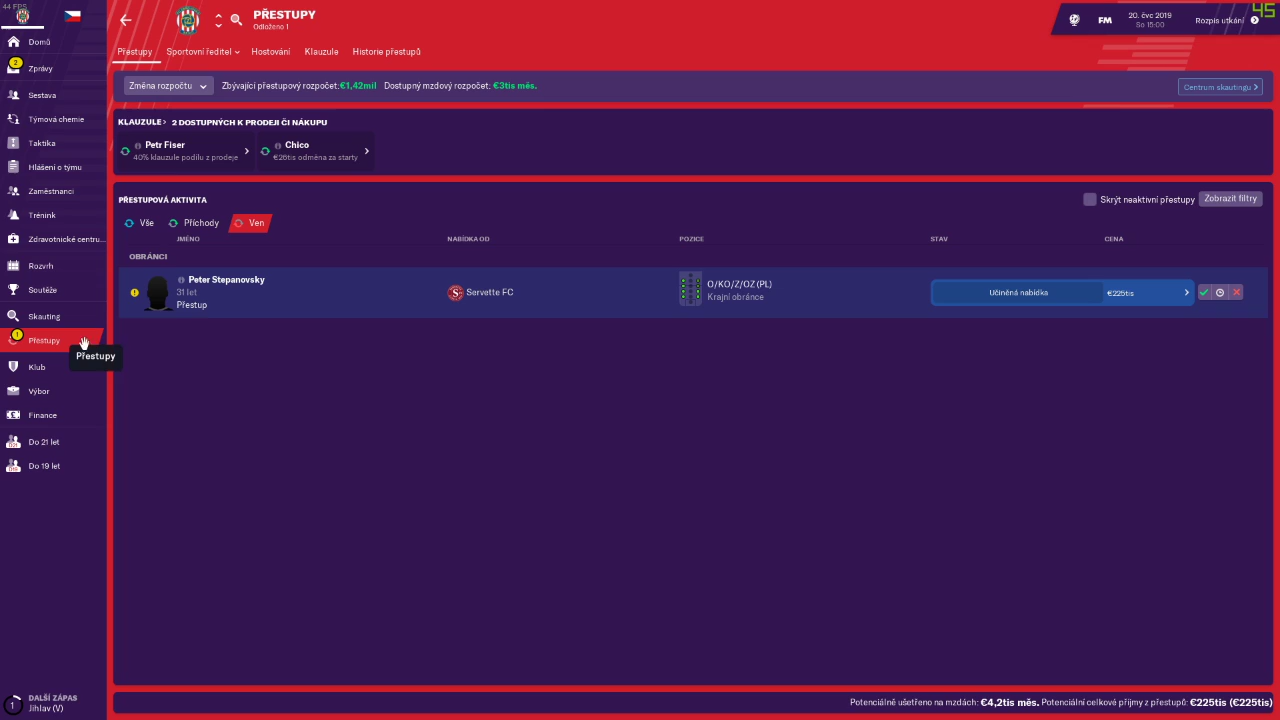 44 FPS
45
PŘESTUPY
Odloženo 1
FM
20. čvc 2019
So 15:00
Rozpis utkání
Přestupy
Sportovní ředitel
Hostování
Klauzule
Historie přestupů
Změna rozpočtu
Zbývající přestupový rozpočet:€1,42mil
Dostupný mzdový rozpočet: €3tis měs.
Centrum skautingu
KLAUZULE
2 DOSTUPNÝCH K PRODEJI ČI NÁKUPU
Petr Fiser
40% klauzule podílu z prodeje
Chico
€26tis odměna za starty
PŘESTUPOVÁ AKTIVITA
Skrýt neaktivní přestupy
Zobrazit filtry
Vše
Příchody
Ven
JMÉNO
NABÍDKA OD
POZICE
STAV
CENA
OBRÁNCI
Peter Stepanovsky
31 let
Přestup
Servette FC
O/KO/Z/OZ (PL)
Krajní obránce
Učiněná nabídka
€225tis
Domů
2
Zprávy
Sestava
Týmová chemie
Taktika
Hlášení o týmu
Zaměstnanci
Trénink
Zdravotnické centru...
Rozvrh
Soutěže
Skauting
1
Přestupy
Přestupy
Klub
Výbor
Finance
Do 21 let
Do 19 let
1
DALŠÍ ZÁPAS
Jihlav (V)
Potenciálně ušetřeno na mzdách: €4,2tis měs. Potenciální celkové příjmy z přestupů: €225tis (€225tis)